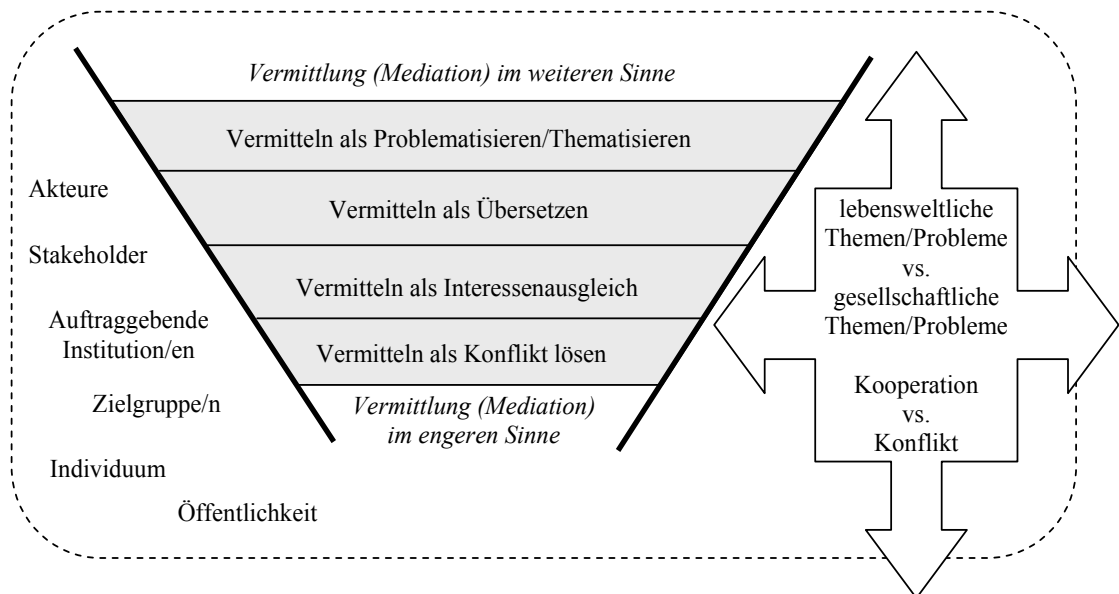 Vermittlung (Mediation) im weiteren Sinne
Vermitteln als Problematisieren/Thematisieren
Vermitteln als Übersetzen
Vermitteln als Interessenausgleich
Vermitteln als Konflikt lösen
Vermittlung (Mediation)
im engeren Sinne
Akteure
Stakeholder
Auftraggebende
Institution/en
Zielgruppe/n
Individuum
Öffentlichkeit
lebensweltliche
Themen/Probleme
vs.
gesellschaftliche
Themen/Probleme
Kooperation
vs.
Konflikt